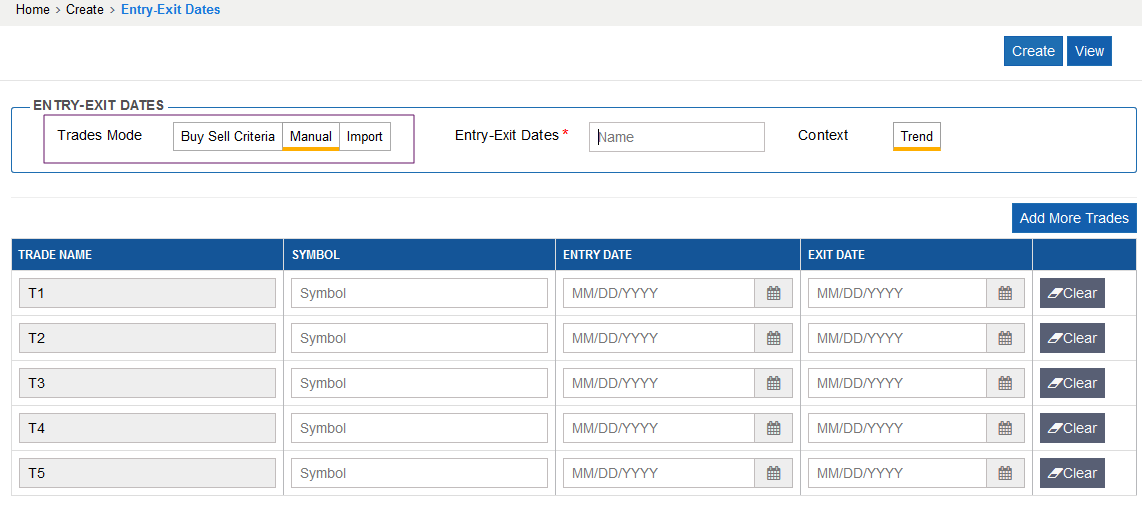 Home > Create > Entry-Exit Dates
Create View
ENTRY-EXIT DATES
Trades Mode Buy Sell Criteria Manual Import Entry-Exit Dates * Name Context Trend
Add More Trades
TRADE NAME SYMBOL ENTRY DATE EXIT DATE
T1 Symbol MM/DD/YYYY MM/DD/YYYY Clear
T2 Symbol MM/DD/YYYY MM/DD/YYYY Clear
T3 Symbol MM/DD/YYYY MM/DD/YYYY Clear
T4 Symbol MM/DD/YYYY MM/DD/YYYY Clear
T5 Symbol MM/DD/YYYY MM/DD/YYYY Clear